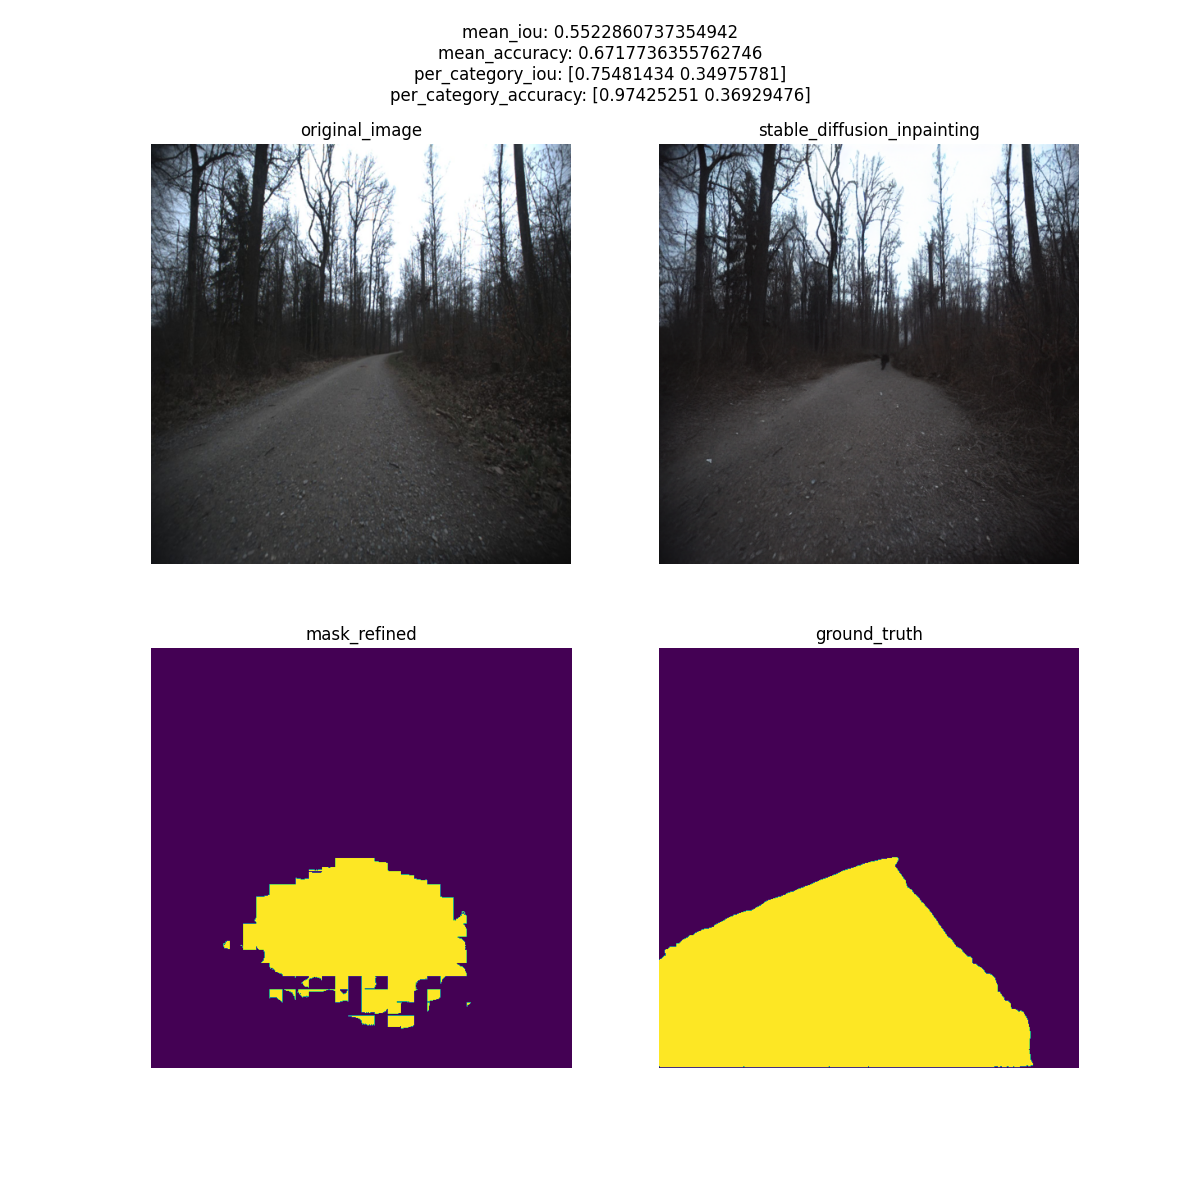 mean_iou: 0.5522860737354942
mean_accuracy: 0.6717736355762746
per_category_iou: [0.75481434 0.34975781]
per_category_accuracy: [0.97425251 0.36929476]
original_image
stable_diffusion_inpainting
mask_refined
ground_truth